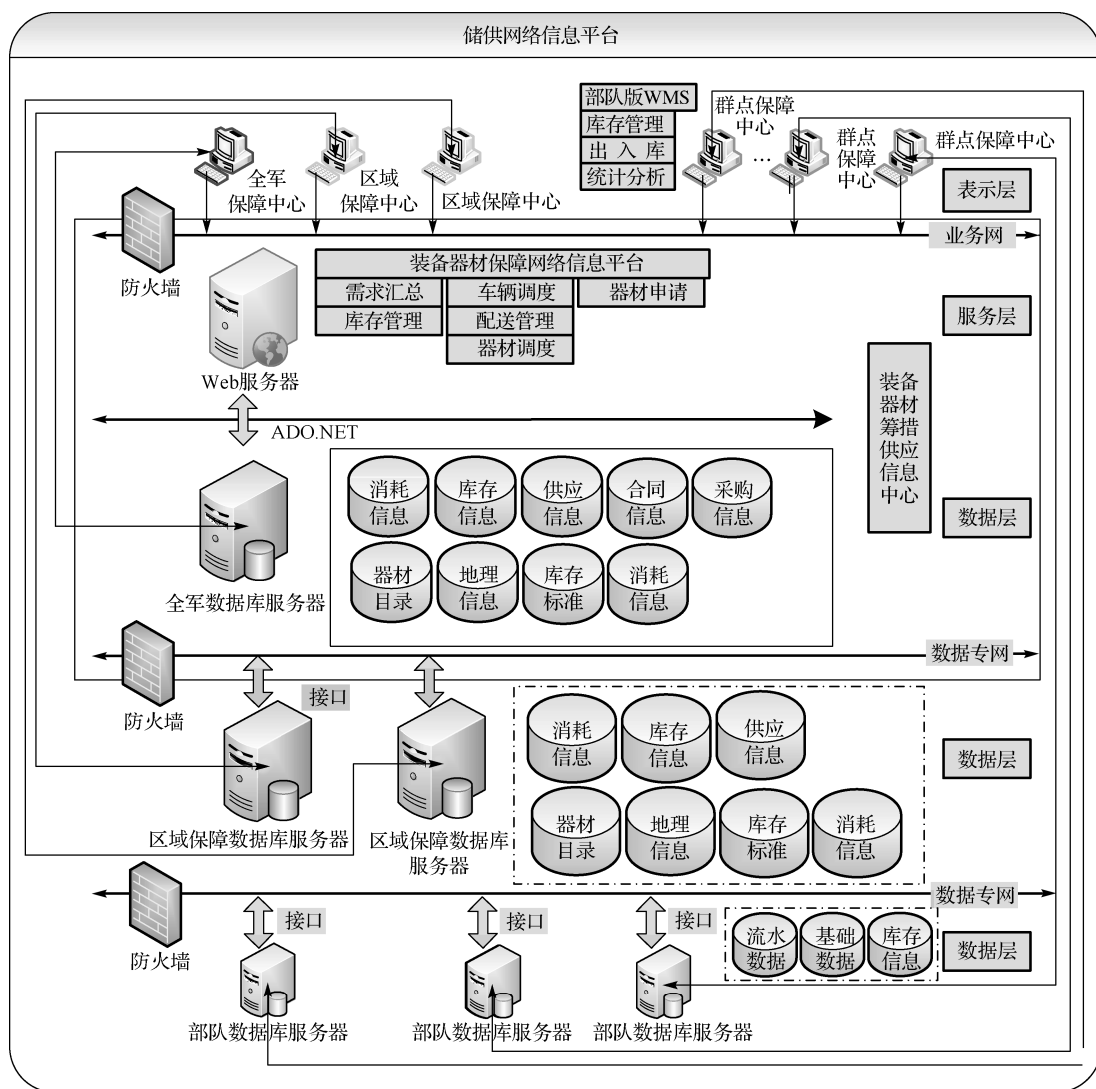 储供网络信息平台
部队版WMS
库存管理
出入库
统计分析
群点保障
中心
群点
保障
中心
群点保障中心
全军
保障中心
区域
保障中心
区域保障中心
…
表示层
业务网
防火墙
装备器材保障网络信息平台
需求汇总
车辆调度
器材申请
库存管理
配送管理
器材调度
服务层
Web服务器
装备
器材
筹措
供应
信息
中心
ADO.NET
消耗
信息
库存
信息
供应
信息
合同
信息
采购
信息
数据层
器材
目录
地理
信息
库存
标准
消耗
信息
全军数据库服务器
数据专网
防火墙
接口
消耗
信息
库存
信息
供应
信息
数据层
器材
目录
地理
信息
库存
标准
消耗
信息
区域保障数据库服务器
区域保障数据库
服务器
数据专网
防火墙
接口
接口
接口
流水
数据
基础
数据
库存
信息
数据层
部队数据库服务器
部队数据库服务器
部队数据库服务器